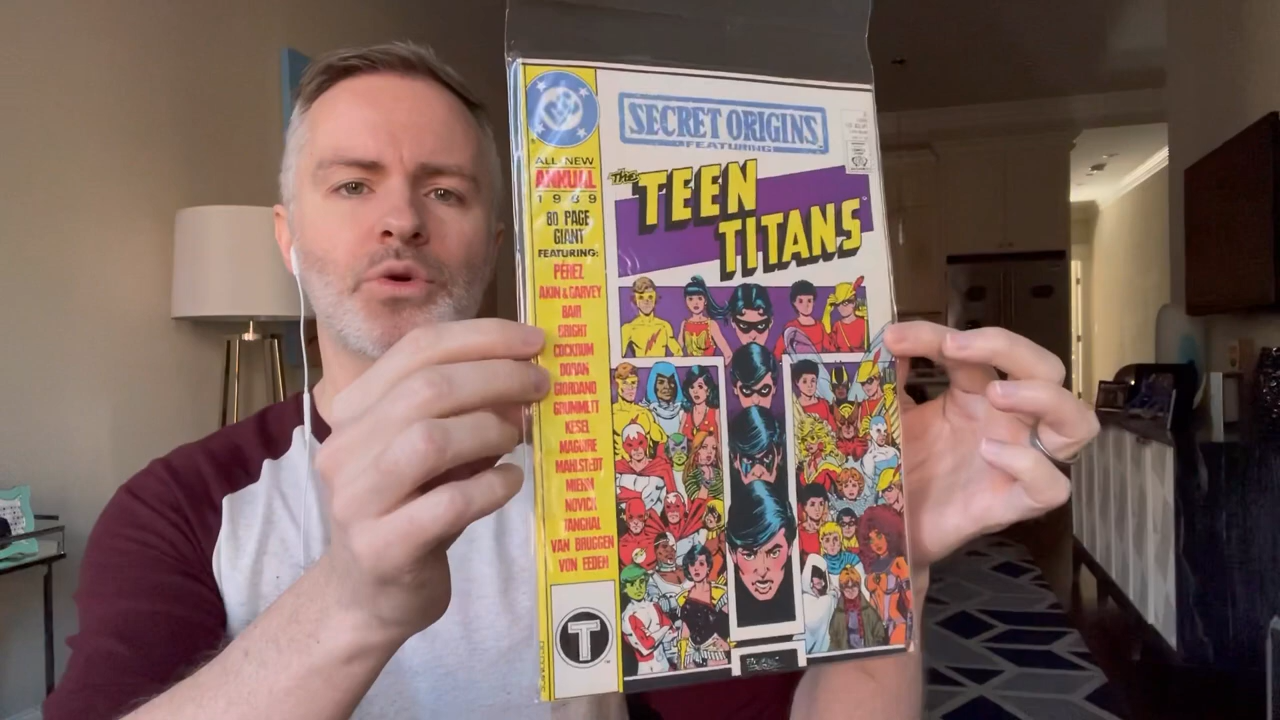 DC
SECRET ORIGINS
FEATURING
ALL-NEW
ANNUAL
1989
80 PAGE
GIANT
FEATURING:
PÉREZ
AKIN & GARVEY
BAIR
BRIGHT
COCKRUM
DORAN
GIORDANO
GRUMMETT
KESEL
MAGUIRE
MAHLSTEDT
MIEHM
NOVICK
TANGHAL
VAN BRUGGEN
VON EEDEN
T
THE
TEEN
TITANS